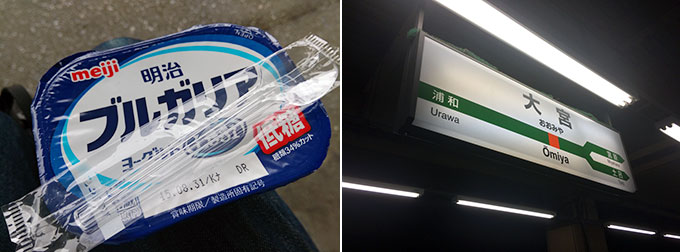 meiji
明治
ブルガリア
ヨーグルト
低糖
糖類34%カット
15.08.31/Kナ DR
賞味期限/製造所固有記号
大宮
おおみや
Ōmiya
浦和
Urawa